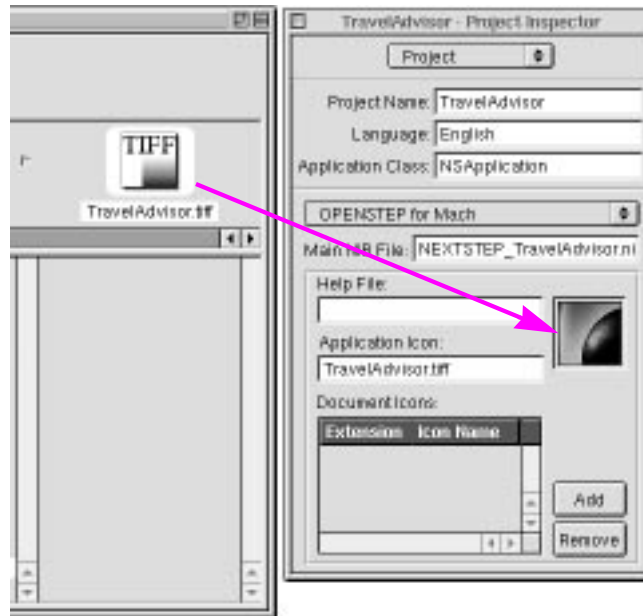 TravelAdvisor - Project Inspector
Project
Project Name: TravelAdvisor
Language: English
Application Class: NSApplication
TIFF
TravelAdvisor.tiff
OPENSTEP for Mach
Main NIB File: NEXTSTEP_TravelAdvisor.ni
Help File:
Application Icon:
TravelAdvisor.tiff
Document Icons:
Extension Icon Name
Add
Remove